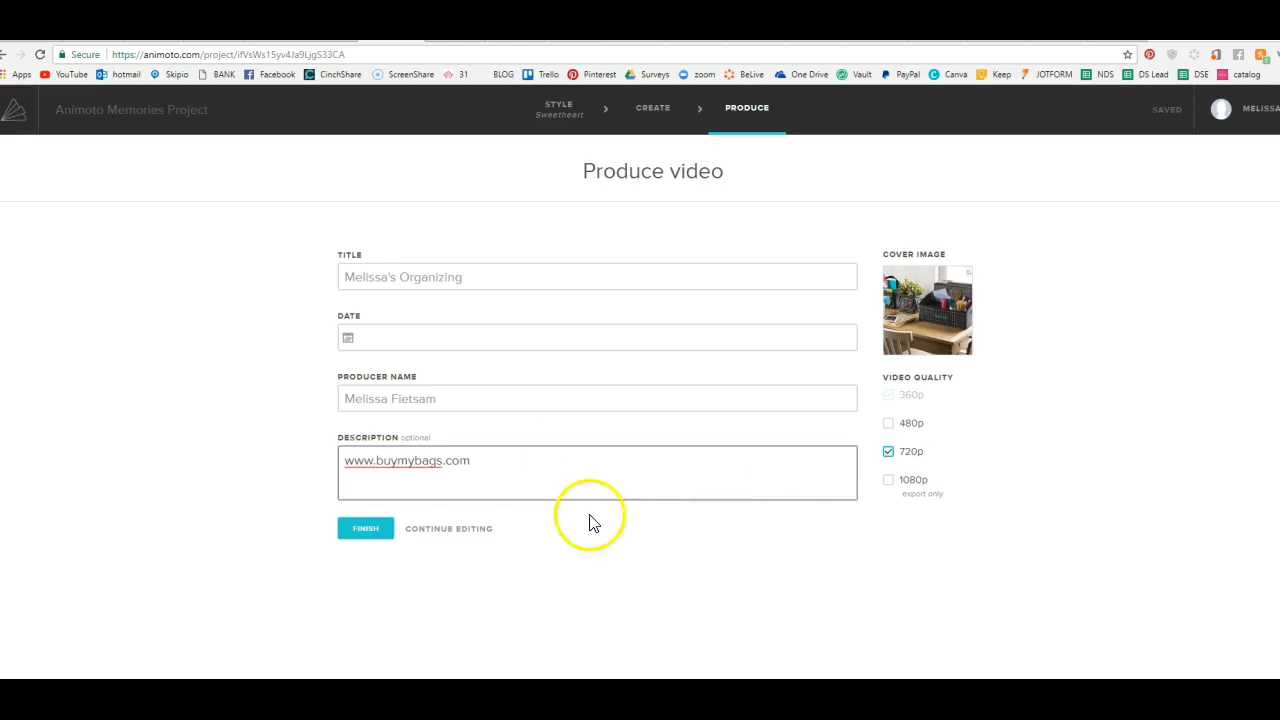 Secure https://animoto.com/project/ifVsWs15yv4Ja9LjgS33CA
Apps YouTube hotmail Skipio BANK Facebook CinchShare ScreenShare 31 BLOG Trello Pinterest Surveys zoom BeLive One Drive Vault PayPal Canva Keep JOTFORM NDS DS Lead DSE catalog
Animoto Memories Project STYLE CREATE PRODUCE SAVED MELISSA
Sweetheart
Produce video
TITLE
Melissa's Organizing
DATE
PRODUCER NAME
Melissa Fietsam
DESCRIPTION optional
www.buymybags.com
FINISH CONTINUE EDITING
COVER IMAGE
VIDEO QUALITY
360p
480p
720p
1080p
export only